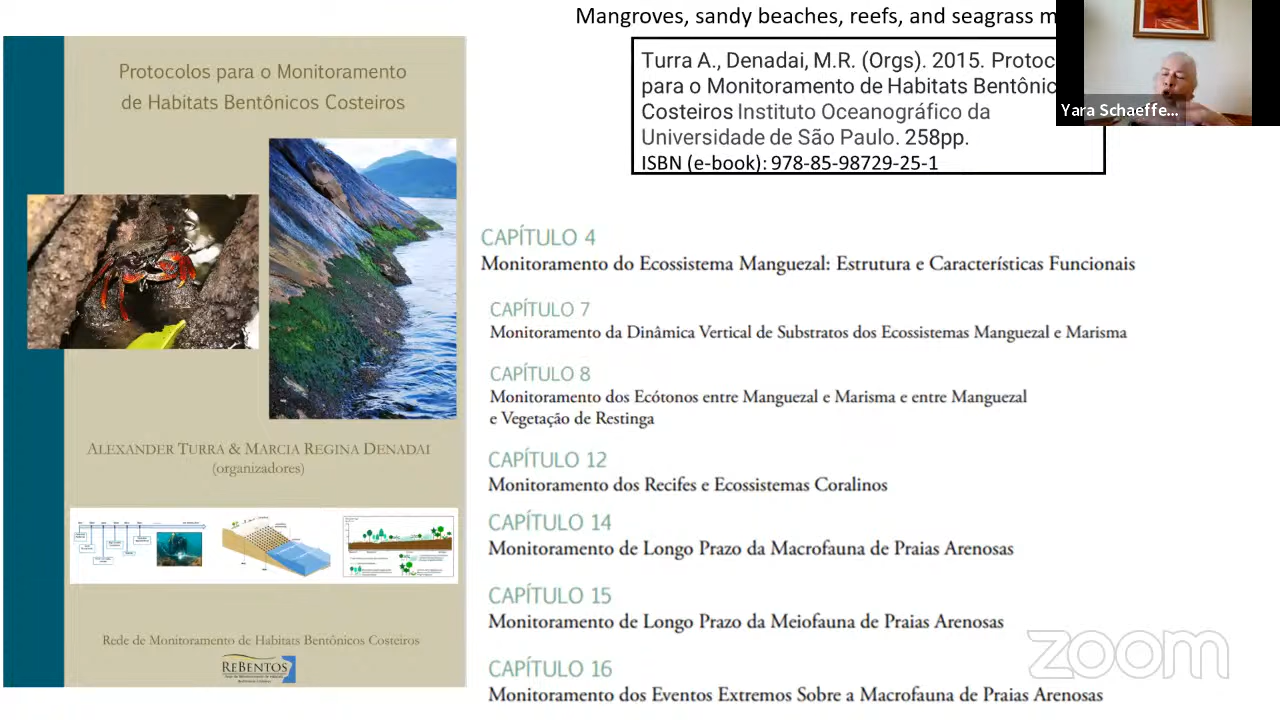 Mangroves, sandy beaches, reefs, and seagrass m
Turra A., Denadai, M.R. (Orgs). 2015. Protoc
para o Monitoramento de Habitats Bentônic
Costeiros Instituto Oceanográfico da
Universidade de São Paulo. 258pp.
ISBN (e-book): 978-85-98729-25-1
Yara Schaeffe...
Protocolos para o Monitoramento
de Habitats Bentônicos Costeiros
ALEXANDER TURRA & MARCIA REGINA DENADAI
(organizadores)
Rede de Monitoramento de Habitats Bentônicos Costeiros
REBENTOS
CAPÍTULO 4
Monitoramento do Ecossistema Manguezal: Estrutura e Características Funcionais
CAPÍTULO 7
Monitoramento da Dinâmica Vertical de Substratos dos Ecossistemas Manguezal e Marisma
CAPÍTULO 8
Monitoramento dos Ecótonos entre Manguezal e Marisma e entre Manguezal
e Vegetação de Restinga
CAPÍTULO 12
Monitoramento dos Recifes e Ecossistemas Coralinos
CAPÍTULO 14
Monitoramento de Longo Prazo da Macrofauna de Praias Arenosas
CAPÍTULO 15
Monitoramento de Longo Prazo da Meiofauna de Praias Arenosas
CAPÍTULO 16
Monitoramento dos Eventos Extremos Sobre a Macrofauna de Praias Arenosas
zoom